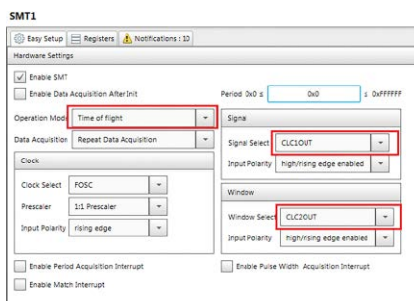 SMT1
Easy Setup Registers Notifications : 10
Hardware Settings
Enable SMT
Enable Data Acquisition After Init
Period 0x0 ≤ 0x0 ≤ 0xFFFFFF
Operation Mode Time of flight
Data Acquisition Repeat Data Acquisition
Signal
Signal Select CLC1OUT
Input Polarity high/rising edge enabled
Clock
Clock Select FOSC
Prescaler 1:1 Prescaler
Input Polarity rising edge
Window
Window Select CLC2OUT
Input Polarity high/rising edge enabled
Enable Period Acquisition Interrupt
Enable Pulse Width Acquisition Interrupt
Enable Match Interrupt